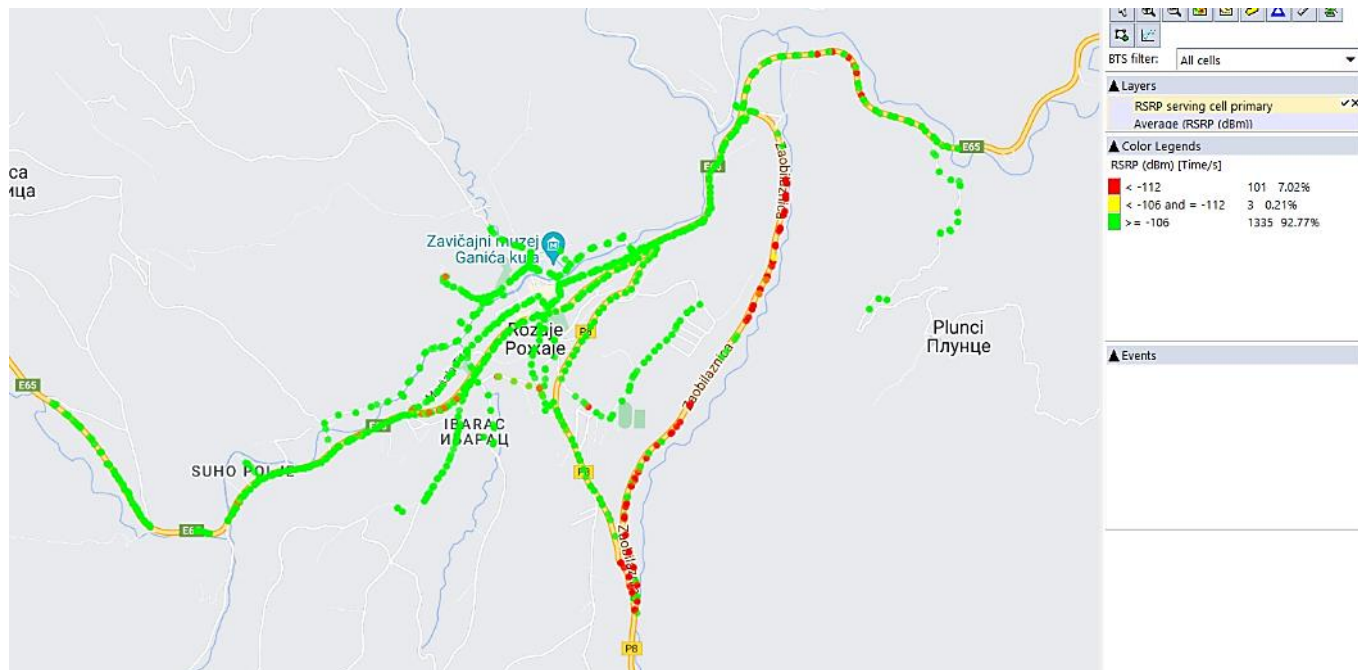 BTS filter:
All cells
Layers
RSRP serving cell primary
Average (RSRP (dBm))
Color Legends
RSRP (dBm) [Time/s]
< -112 101 7.02%
< -106 and = -112 3 0.21%
>= -106 1335 92.77%
Events
E65
Zaobilaznica
ca
ица
Zavičajni muzej
Ganića kula
Rožaje
Рожаје
P8
Plunci
Плунце
Zaobilaznica
E65
IBARAC
ИБАРАЦ
SUHO POLJE
P8
P8